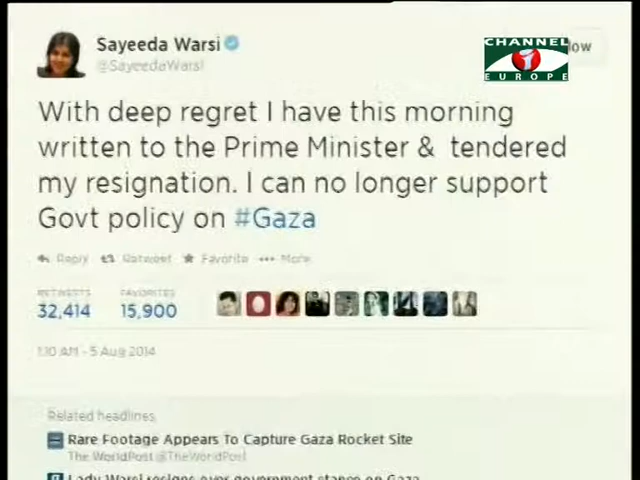 Sayeeda Warsi
@SayeedaWarsi
CHANNEL
i
EUROPE
With deep regret I have this morning
written to the Prime Minister & tendered
my resignation. I can no longer support
Govt policy on #Gaza
Reply Retweet Favorite More
RETWEETS FAVORITES
32,414 15,900
1:10 AM - 5 Aug 2014
Related headlines
Rare Footage Appears To Capture Gaza Rocket Site
The WorldPost @TheWorldPost
Lady Warsi resigns over government stance on Gaza